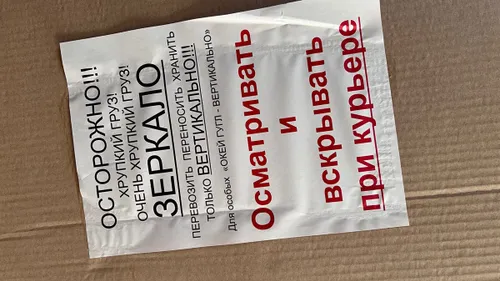 ОСТОРОЖНО!!!
ХРУПКИЙ ГРУЗ!
ОЧЕНЬ ХРУПКИЙ ГРУЗ!
ЗЕРКАЛО
ПЕРЕВОЗИТЬ ПЕРЕНОСИТЬ ХРАНИТЬ
ТОЛЬКО ВЕРТИКАЛЬНО!!!
Для особых «ОКЕЙ ГУГЛ - ВЕРТИКАЛЬНО»
Осматривать
и
вскрывать
при курьере